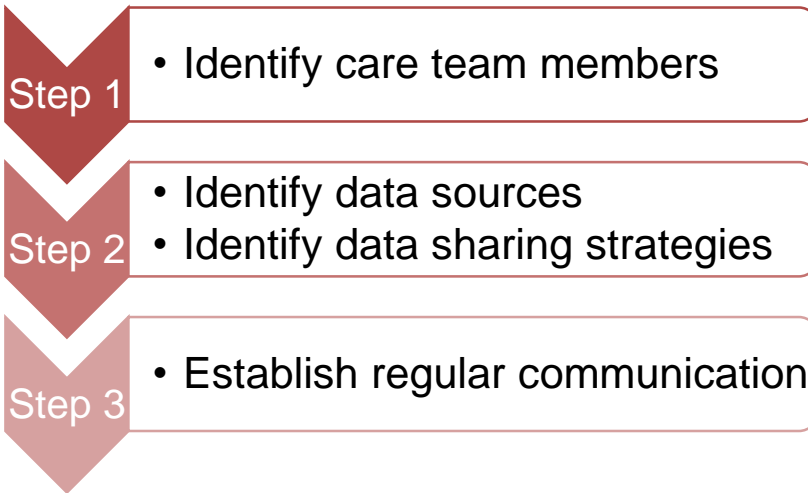 Step 1
• Identify care team members
Step 2
• Identify data sources
• Identify data sharing strategies
Step 3
• Establish regular communication